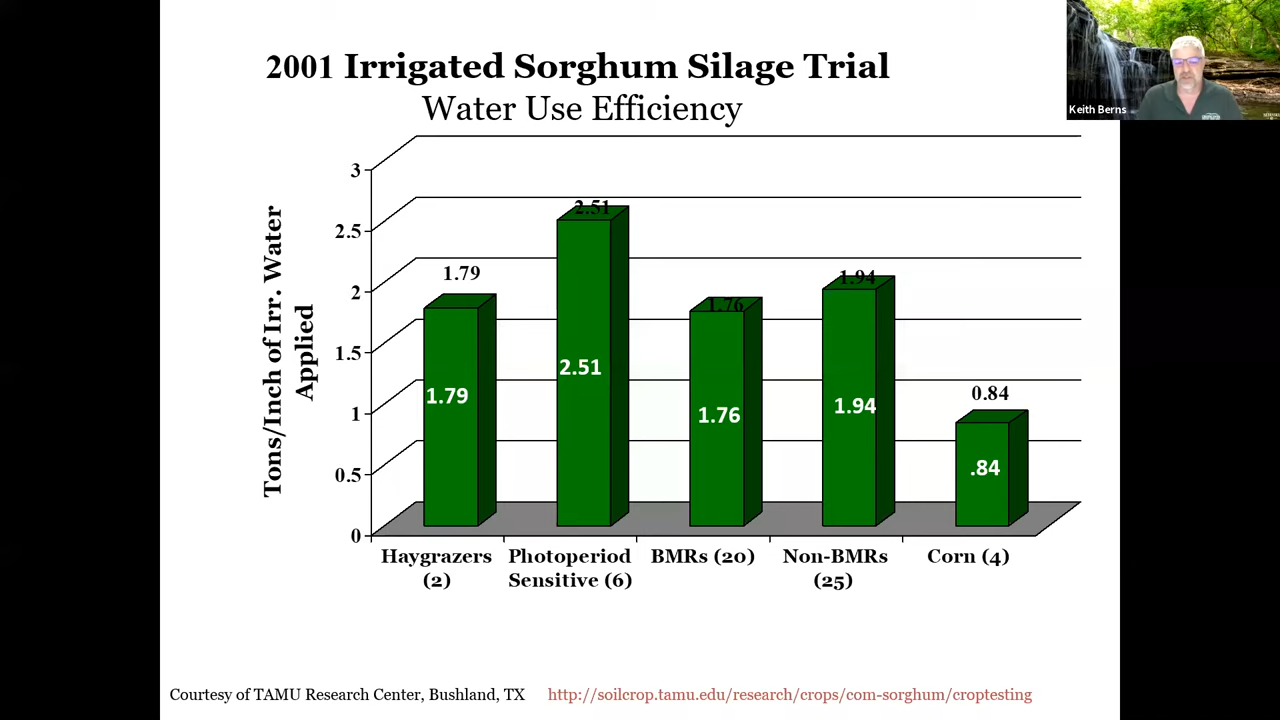 2001 Irrigated Sorghum Silage Trial
Water Use Efficiency
Keith Berns
Tons/Inch of Irr. Water
Applied
3
2.5
2
1.5
1
0.5
0
1.79
2.51
1.76
1.94
0.84
1.79
2.51
1.76
1.94
.84
Haygrazers
(2)
Photoperiod
Sensitive (6)
BMRs (20)
Non-BMRs
(25)
Corn (4)
Courtesy of TAMU Research Center, Bushland, TX
http://soilcrop.tamu.edu/research/crops/com-sorghum/croptesting